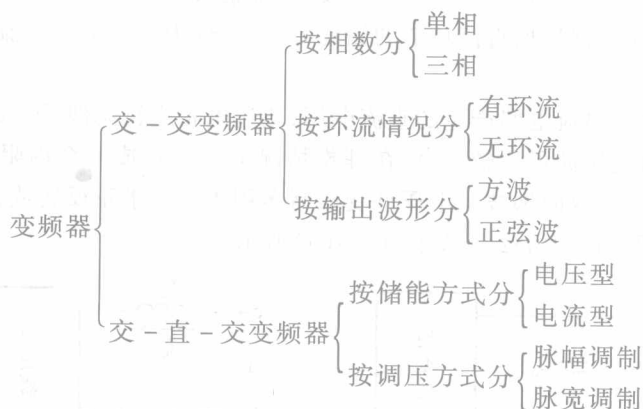 单相
按相数分
三相
有环流
交-交变频器
按环流情况分
无环流
方波
按输出波形分
正弦波
变频器
电压型
按储能方式分
电流型
交-直-交变频器
脉幅调制
按调压方式分
脉宽调制